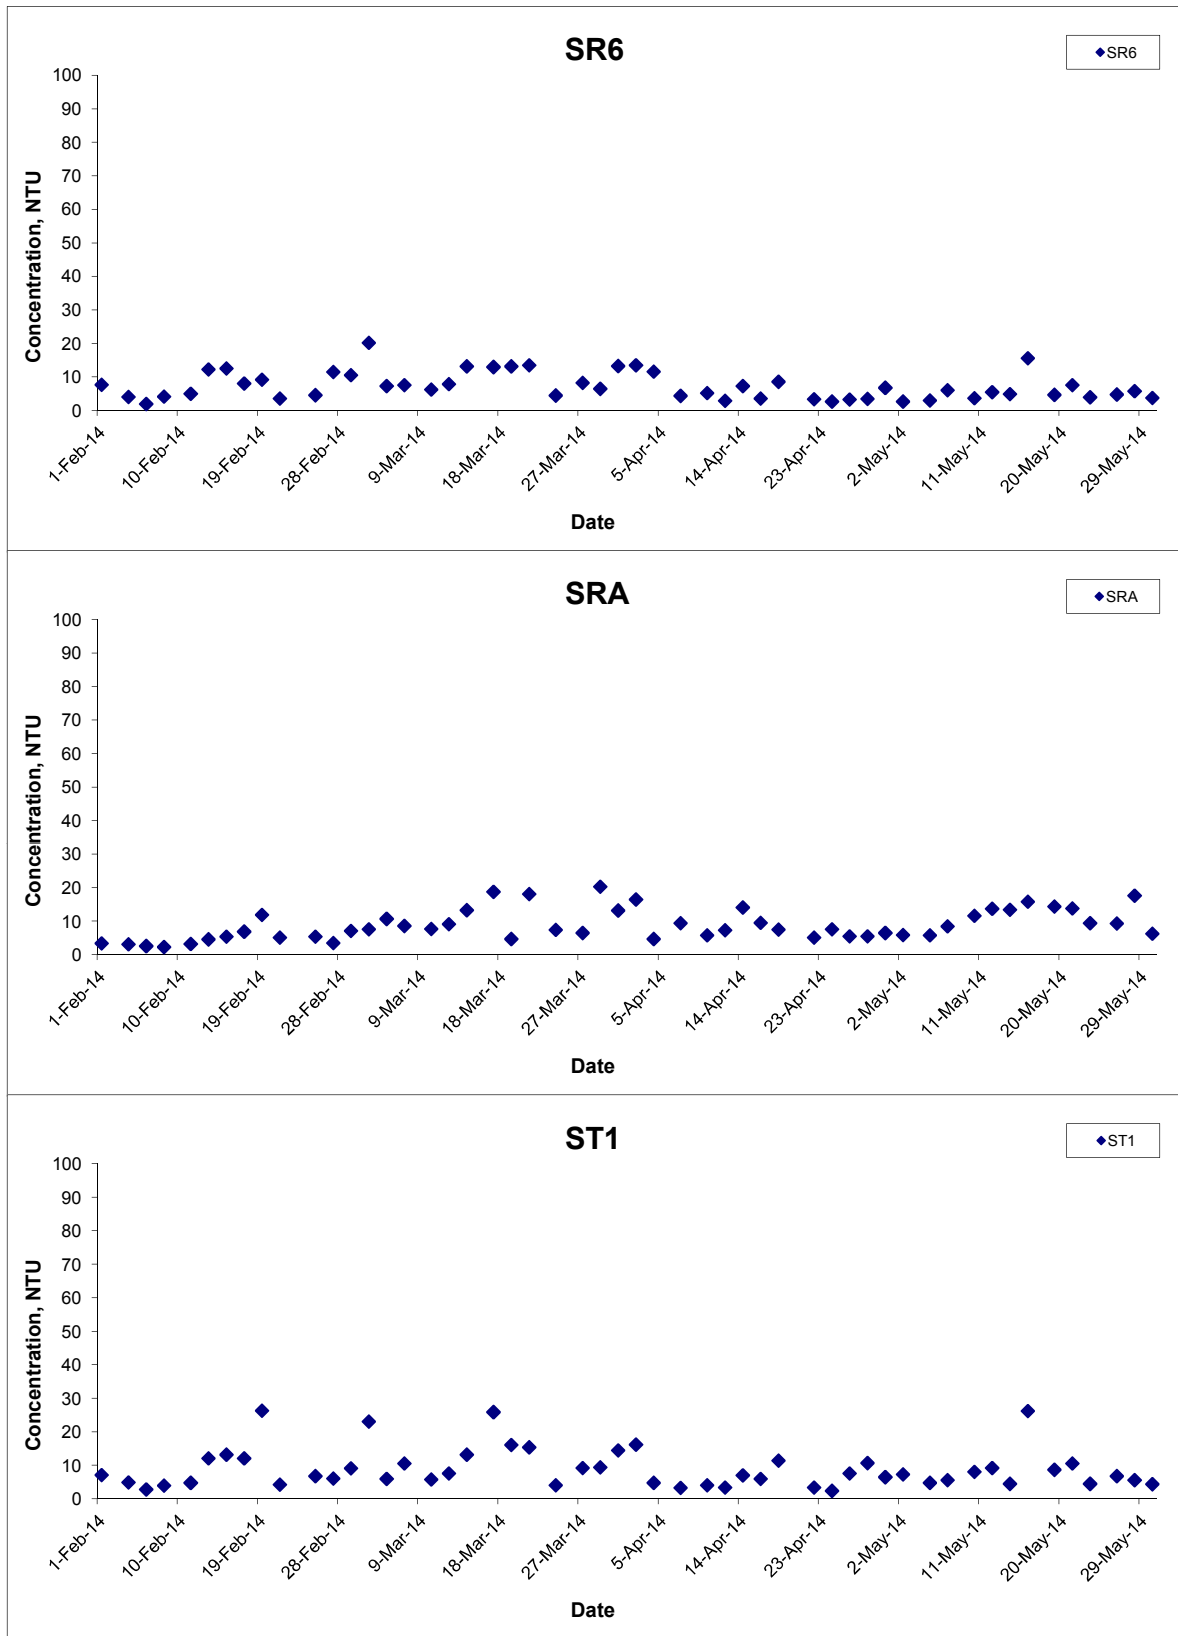 SR6
SR6
100
90
80
70
60
50
40
30
20
10
0
Concentration, NTU
1-Feb-14
10-Feb-14
19-Feb-14
28-Feb-14
9-Mar-14
18-Mar-14
27-Mar-14
5-Apr-14
14-Apr-14
23-Apr-14
2-May-14
11-May-14
20-May-14
29-May-14
Date
SRA
SRA
100
90
80
70
60
50
40
30
20
10
0
Concentration, NTU
1-Feb-14
10-Feb-14
19-Feb-14
28-Feb-14
9-Mar-14
18-Mar-14
27-Mar-14
5-Apr-14
14-Apr-14
23-Apr-14
2-May-14
11-May-14
20-May-14
29-May-14
Date
ST1
ST1
100
90
80
70
60
50
40
30
20
10
0
Concentration, NTU
1-Feb-14
10-Feb-14
19-Feb-14
28-Feb-14
9-Mar-14
18-Mar-14
27-Mar-14
5-Apr-14
14-Apr-14
23-Apr-14
2-May-14
11-May-14
20-May-14
29-May-14
Date